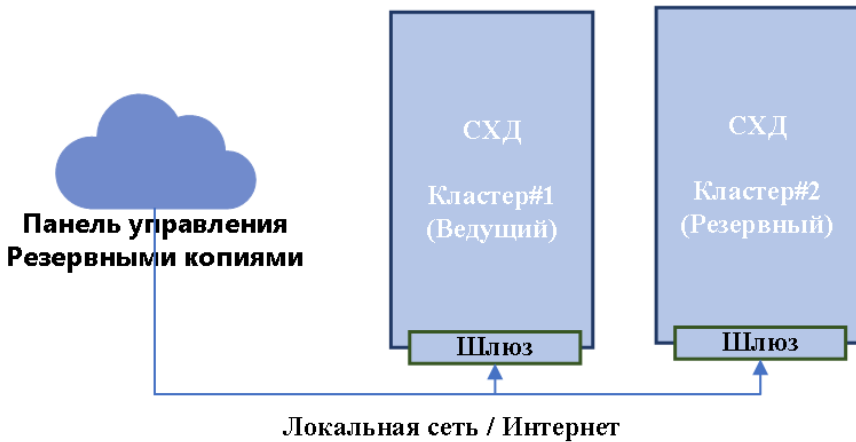 Панель управления
Резервными копиями
СХД
Кластер#1
(Ведущий)
Шлюз
СХД
Кластер#2
(Резервный)
Шлюз
Локальная сеть / Интернет